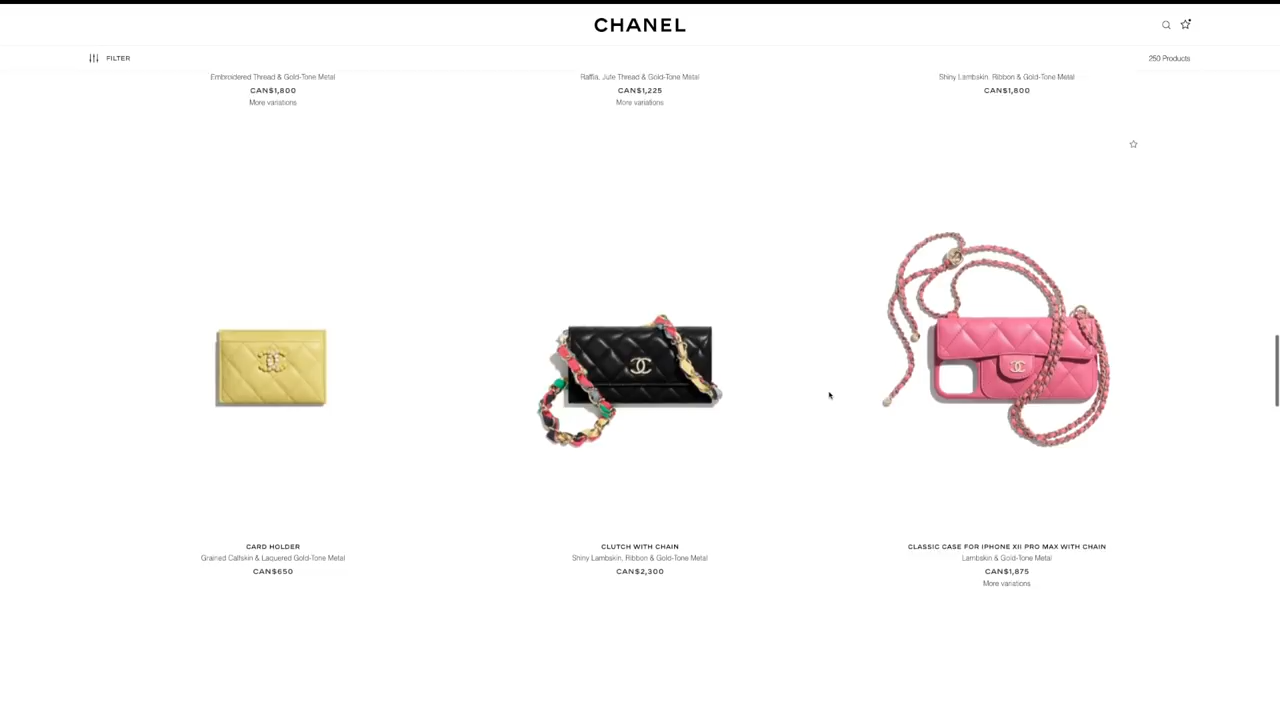 CHANEL
FILTER
250 Products
Embroidered Thread & Gold-Tone Metal
CAN$1,800
More variations
Raffia, Jute Thread & Gold-Tone Metal
CAN$1,225
More variations
Shiny Lambskin, Ribbon & Gold-Tone Metal
CAN$1,800
CARD HOLDER
Grained Calfskin & Laquered Gold-Tone Metal
CAN$650
CLUTCH WITH CHAIN
Shiny Lambskin, Ribbon & Gold-Tone Metal
CAN$2,300
CLASSIC CASE FOR IPHONE XII PRO MAX WITH CHAIN
Lambskin & Gold-Tone Metal
CAN$1,875
More variations